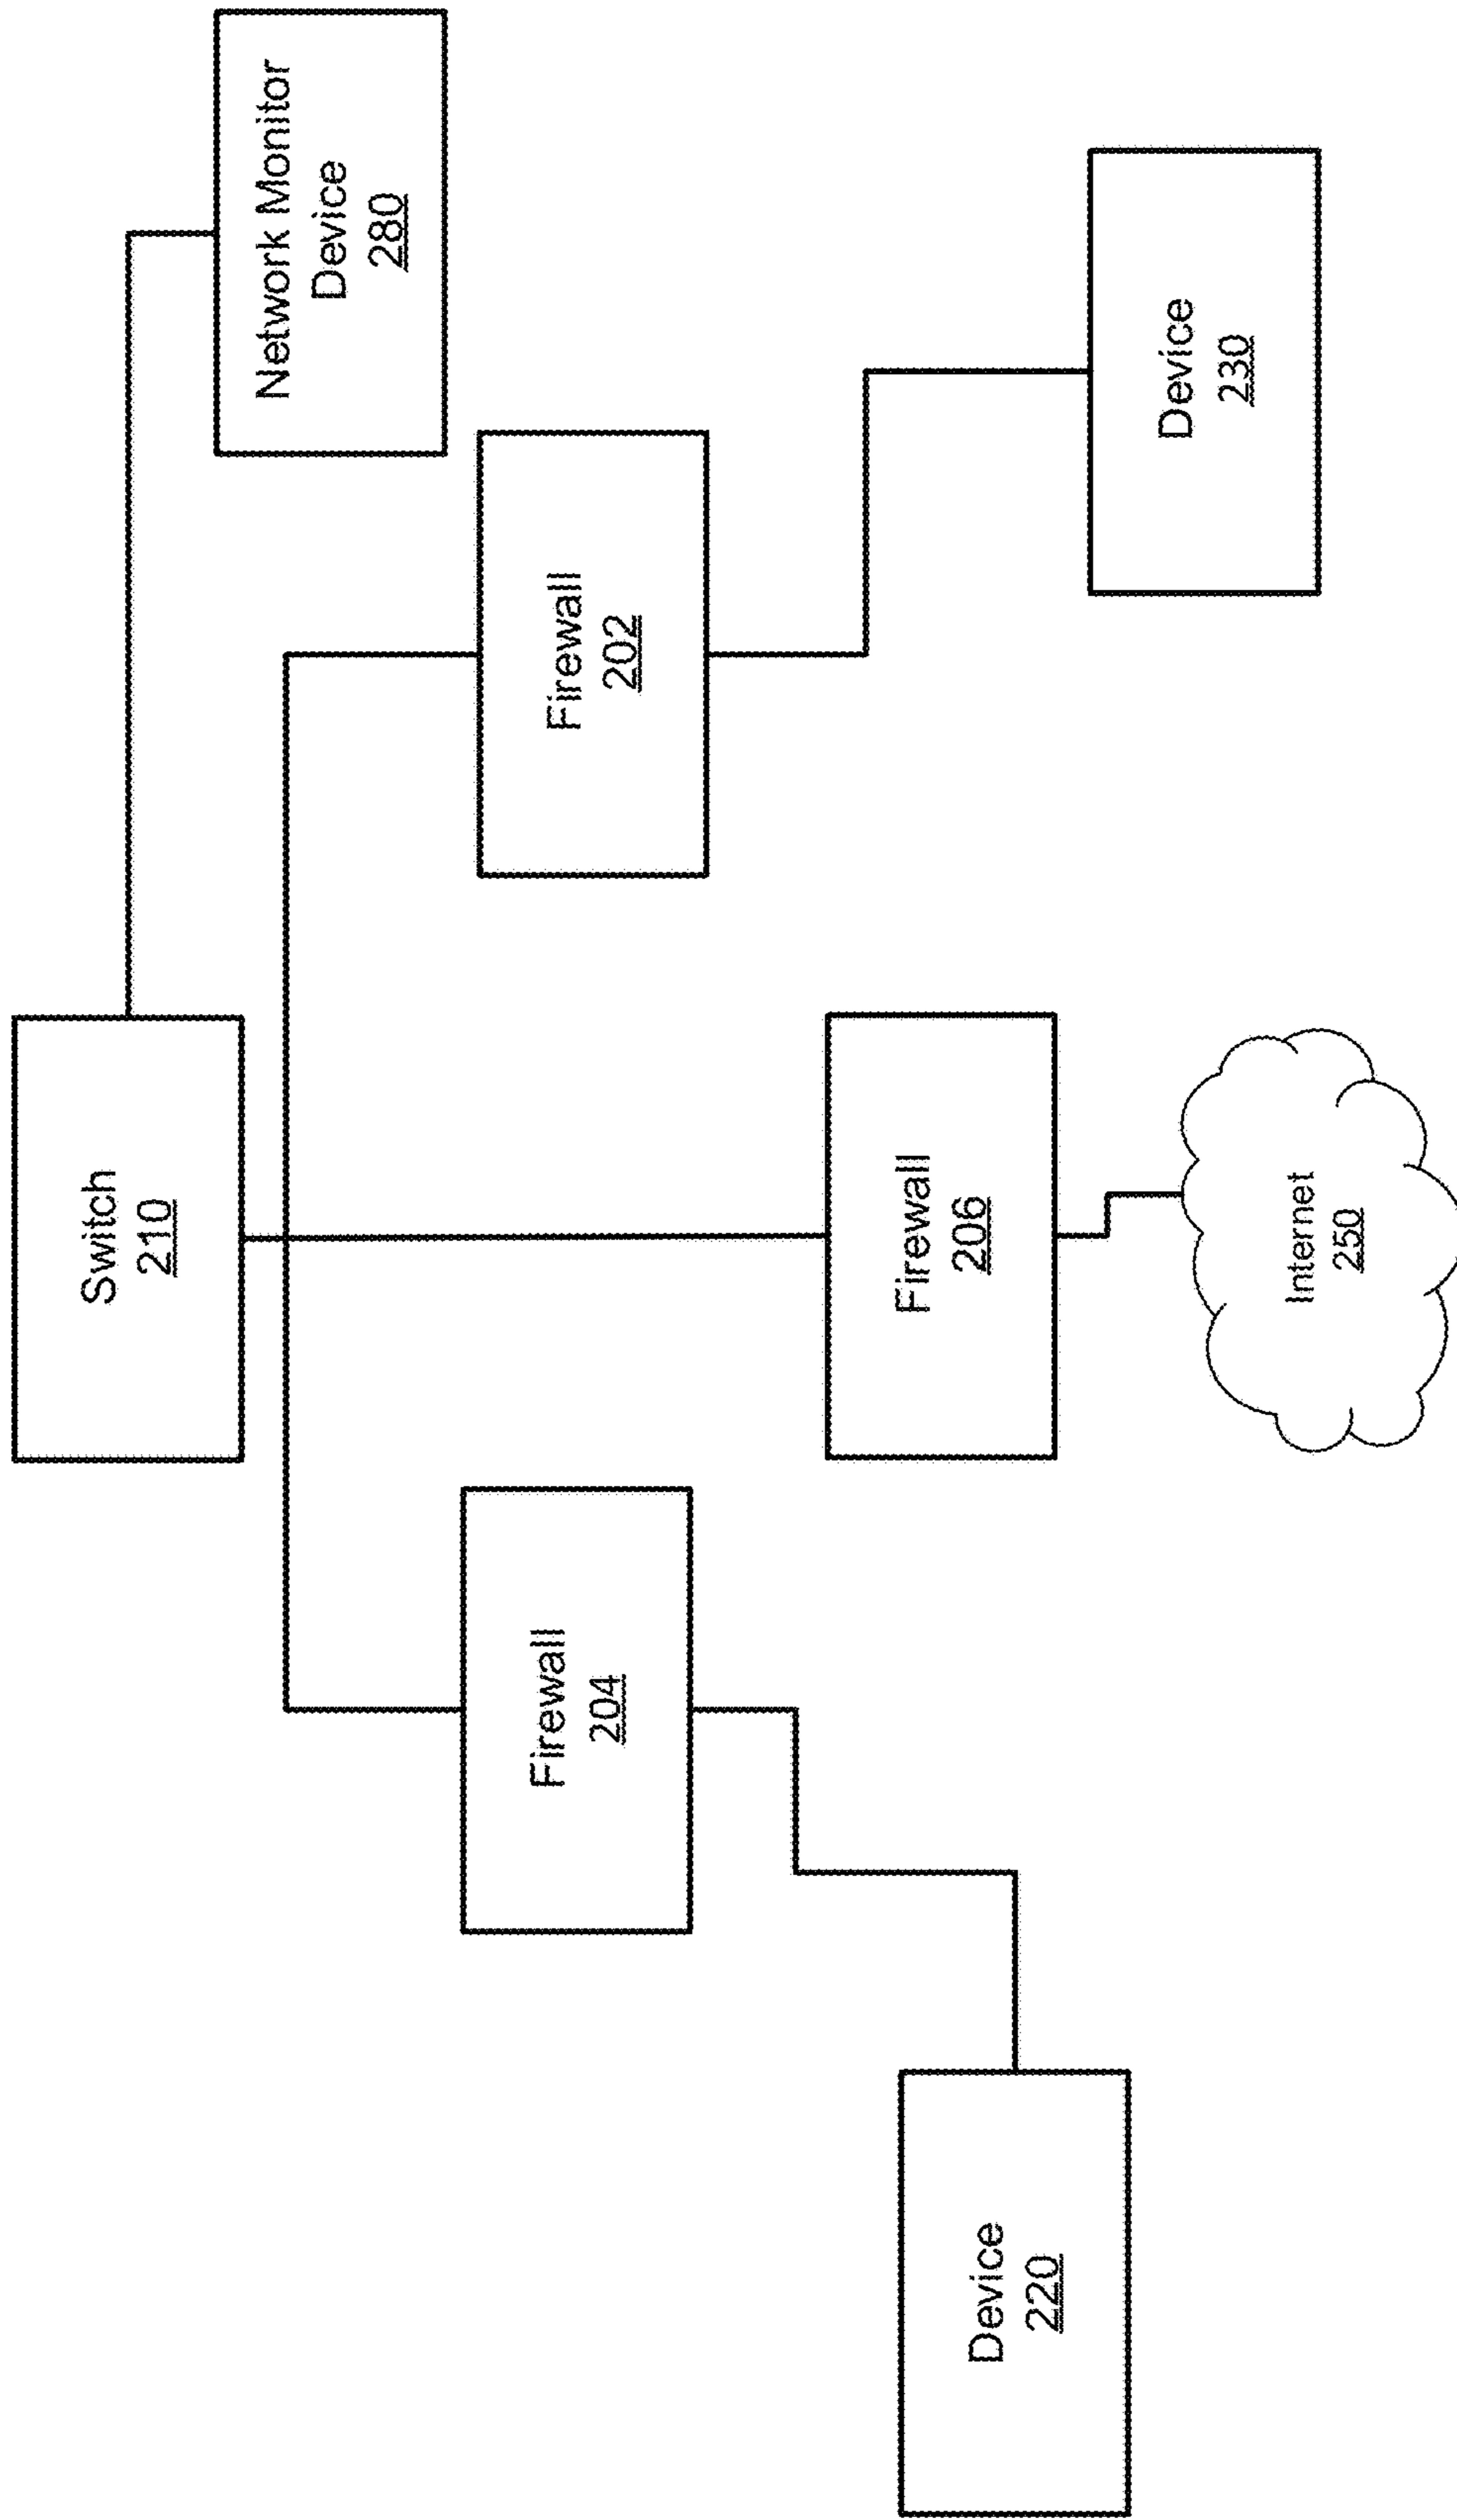 Switch
210
Network Monitor
Device
280
Firewall
204
Firewall
202
Firewall
206
Device
220
Device
230
Internet
250